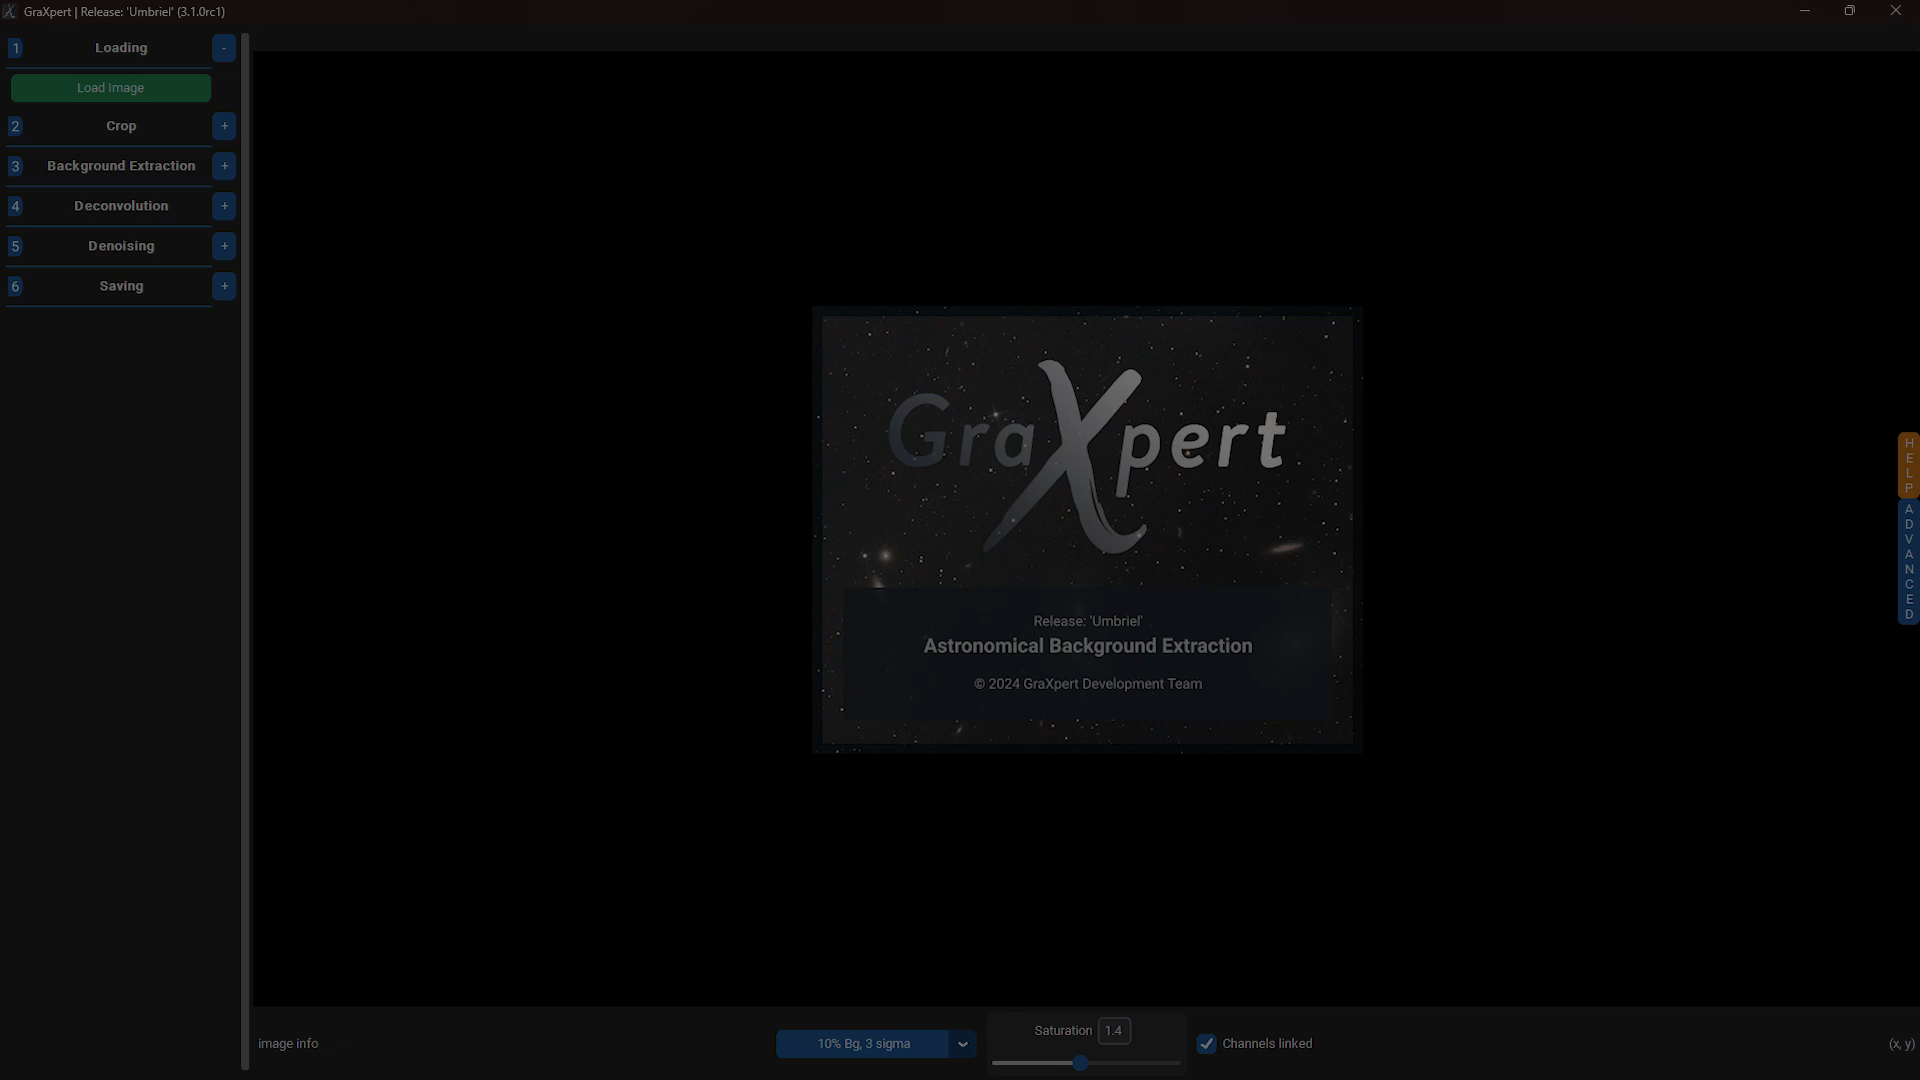 GraXpert | Release: 'Umbriel' (3.1.0rc1)
1 Loading -
Load Image
2 Crop +
3 Background Extraction +
4 Deconvolution +
5 Denoising +
6 Saving +
GraXpert
Release: 'Umbriel'
Astronomical Background Extraction
© 2024 GraXpert Development Team
HELP
ADVANCED
image info
10% Bg, 3 sigma
Saturation 1.4
Channels linked
(x, y)